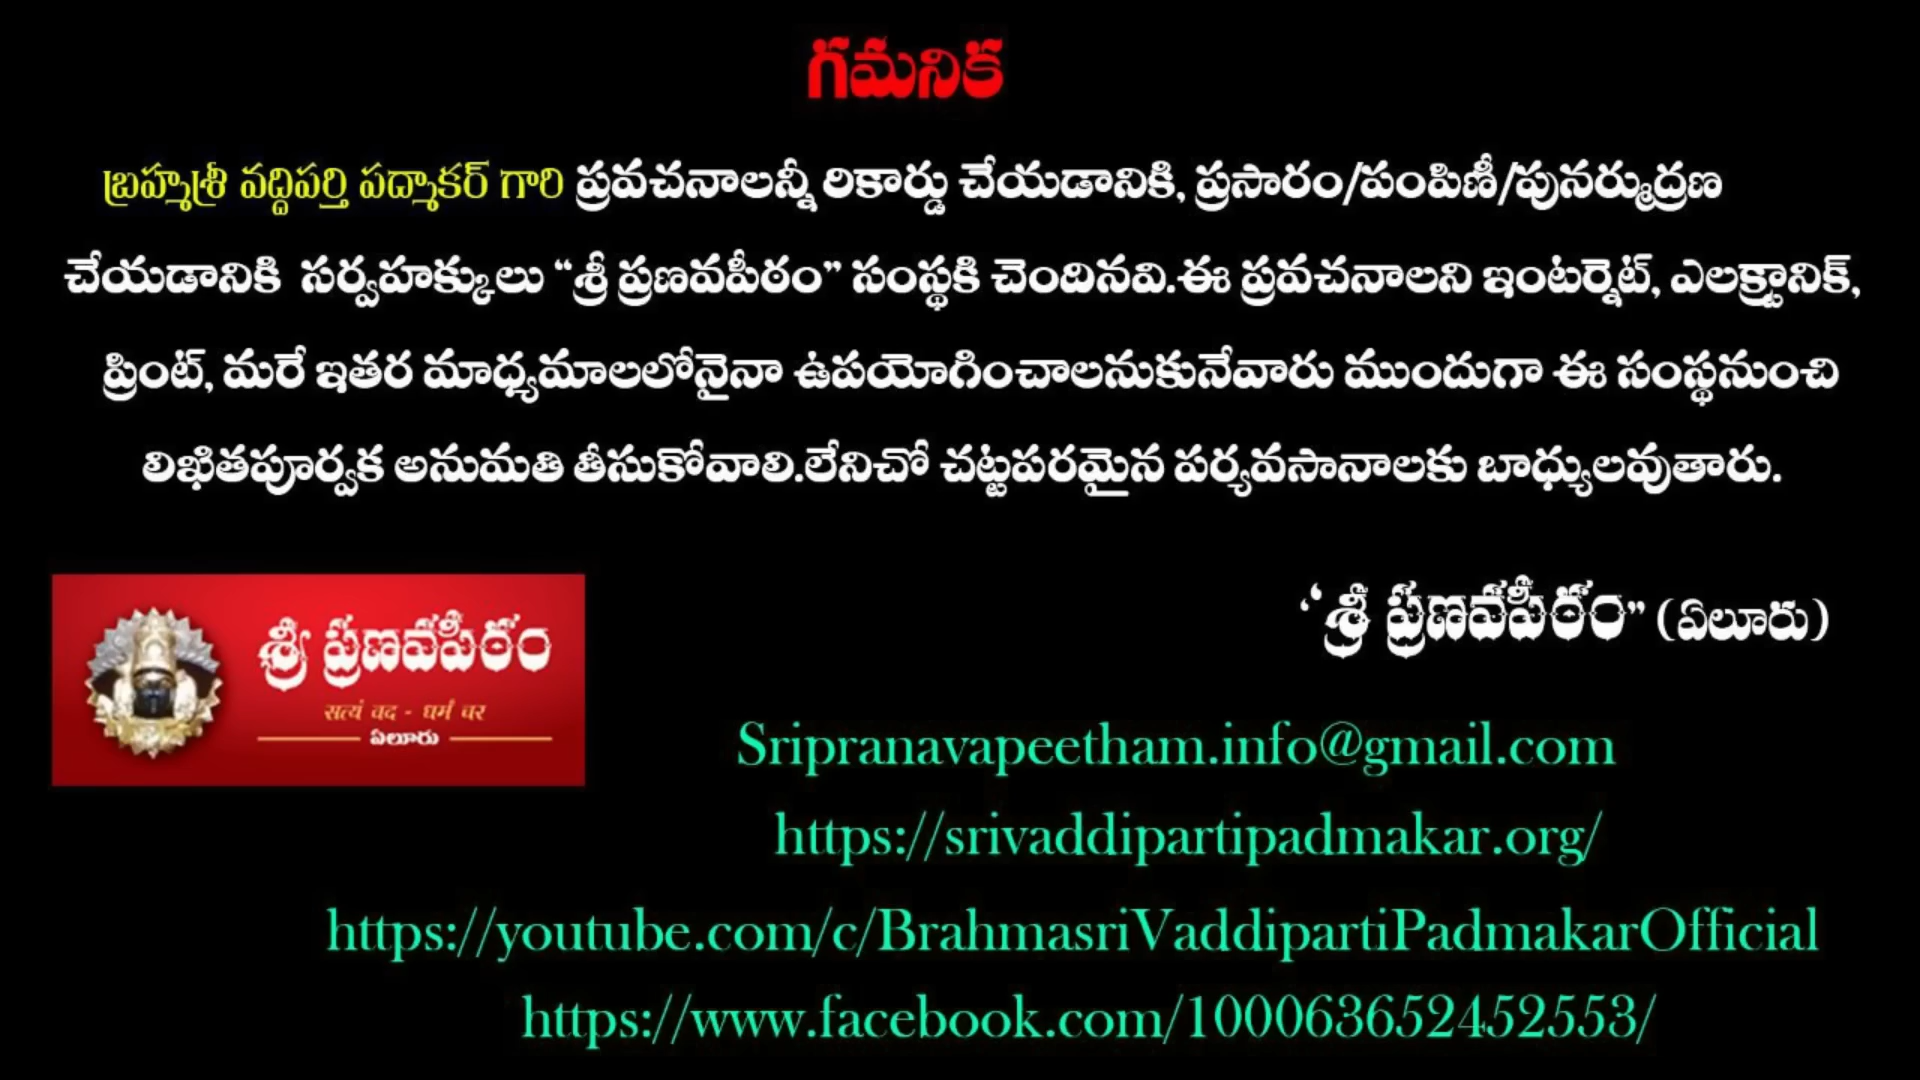 గమనిక
బ్రహ్మశ్రీ వద్దిపర్తి పద్మాకర్ గారి ప్రవచనాలన్నీ రికార్డు చేయడానికి, ప్రసారం/పంపిణీ/పునర్ముద్రణ
చేయడానికి సర్వహక్కులు “శ్రీ ప్రణవపీఠం” సంస్థకి చెందినవి.ఈ ప్రవచనాలని ఇంటర్నెట్, ఎలక్ట్రానిక్,
ప్రింట్, మరే ఇతర మాధ్యమాలలోనైనా ఉపయోగించాలనుకునేవారు ముందుగా ఈ సంస్థనుంచి
లిఖితపూర్వక అనుమతి తీసుకోవాలి.లేనిచో చట్టపరమైన పర్యవసానాలకు బాధ్యులవుతారు.
“శ్రీ ప్రణవపీఠం” (ఏలూరు)
శ్రీ ప్రణవపీఠం
सत्यं वद - धर्मं चर
ఏలూరు
Sripranavapeetham.info@gmail.com
https://srivaddipartipadmakar.org/
https://youtube.com/c/BrahmasriVaddipartiPadmakarOfficial
https://www.facebook.com/100063652452553/